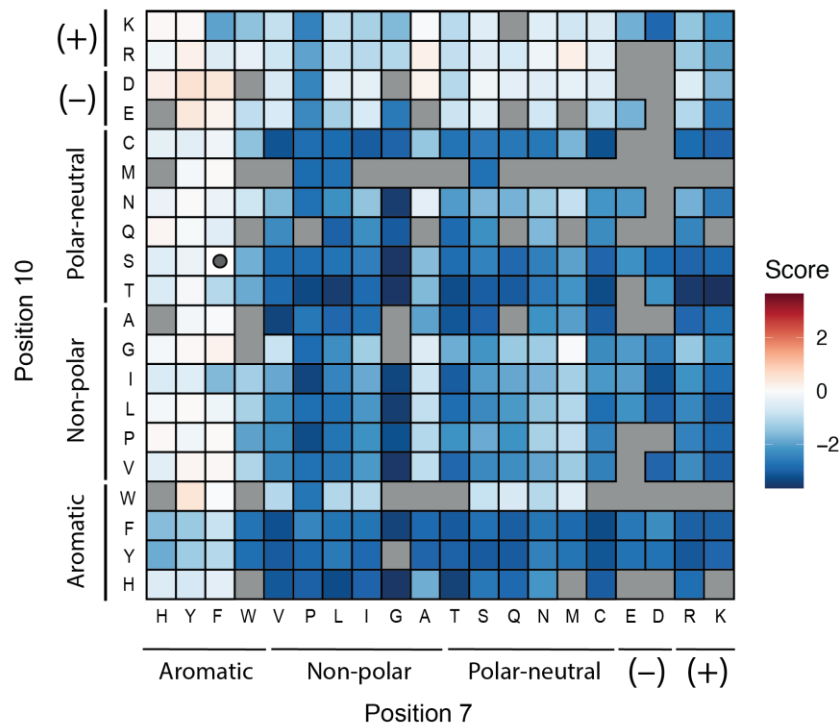 Position 10
(+)
(−)
Polar-neutral
Non-polar
Aromatic
K
R
D
E
C
M
N
Q
S
T
A
G
I
L
P
V
W
F
Y
H
H Y F W V P L I G A T S Q N M C E D R K
Aromatic Non-polar Polar-neutral (−) (+)
Position 7
Score
2
0
−2